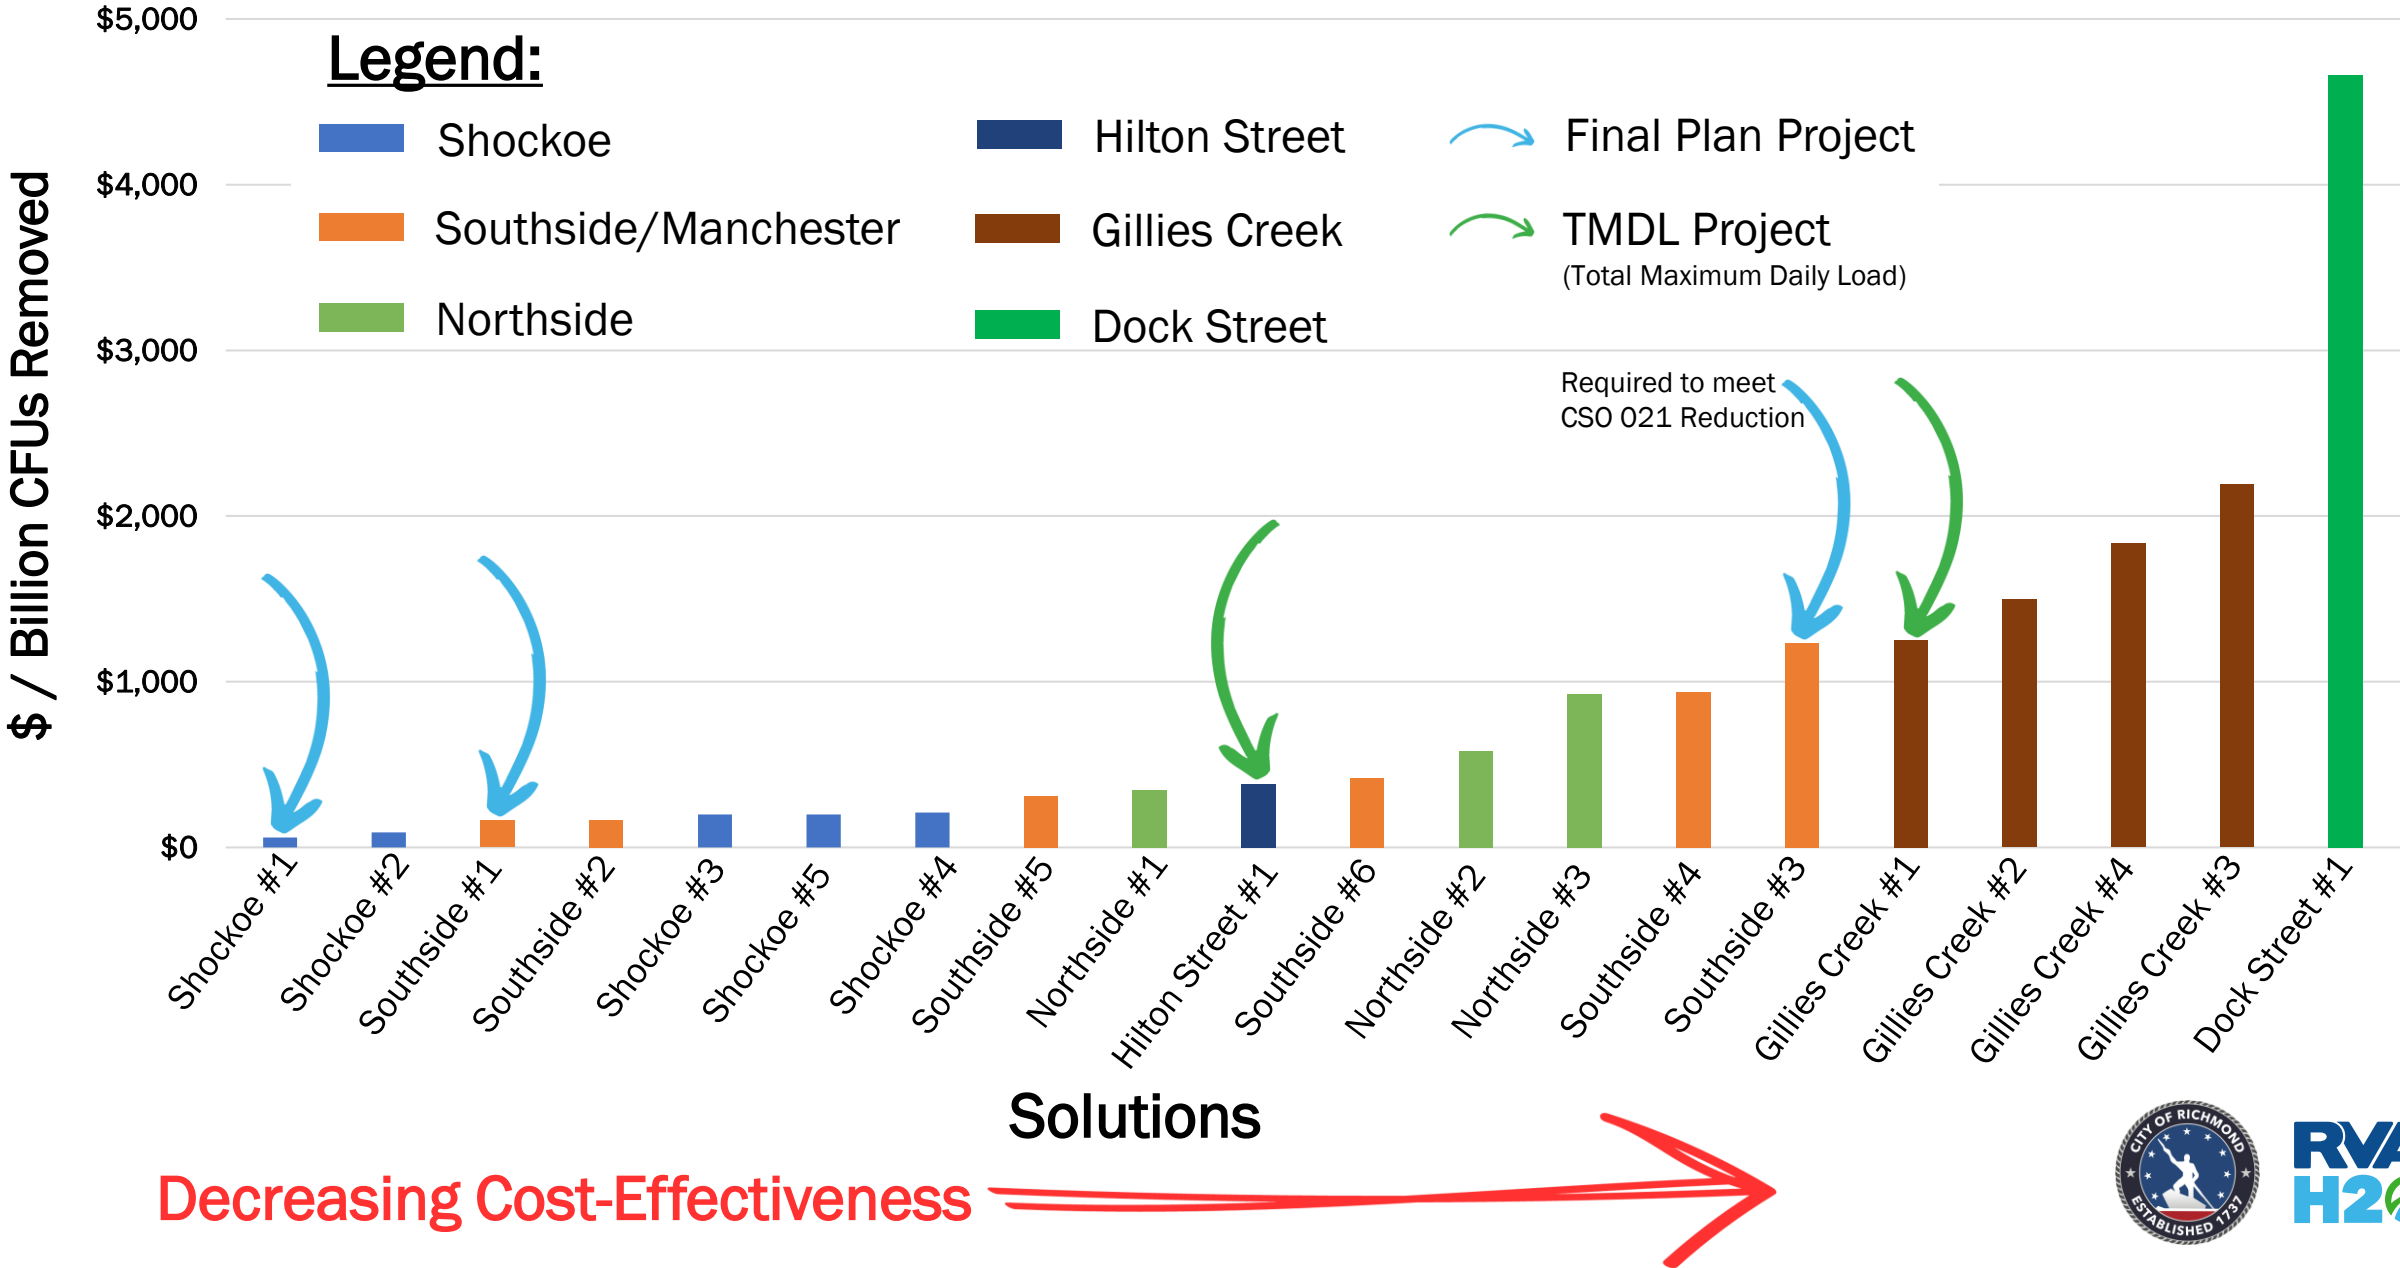 $5,000
$4,000
$3,000
$2,000
$1,000
$0
$ / Billion CFUs Removed
Legend:
Shockoe
Southside/Manchester
Northside
Hilton Street
Gillies Creek
Dock Street
Final Plan Project
TMDL Project
(Total Maximum Daily Load)
Required to meet
CSO 021 Reduction
Shockoe #1
Shockoe #2
Southside #1
Southside #2
Shockoe #3
Shockoe #5
Shockoe #4
Southside #5
Northside #1
Hilton Street #1
Southside #6
Northside #2
Northside #3
Southside #4
Southside #3
Gillies Creek #1
Gillies Creek #2
Gillies Creek #4
Gillies Creek #3
Dock Street #1
Solutions
Decreasing Cost-Effectiveness
CITY OF RICHMOND
ESTABLISHED 1737
RVA
H2